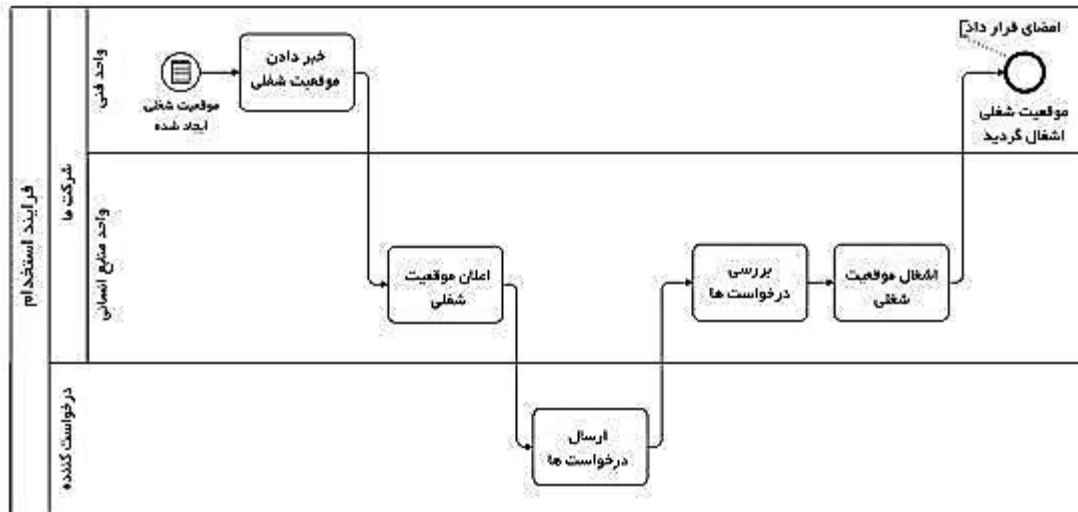 فرایند استخدام
شرکت ها
واحد فنی
موقعیت شغلی
ایجاد شده
خبر دادن
موقعیت شغلی
امضای قرار داد
موقعیت شغلی
اشغال گردید
واحد منابع انسانی
اعلان موقعیت
شغلی
بررسی
درخواست ها
اشغال موقعیت
شغلی
درخواست کننده
ارسال
درخواست ها